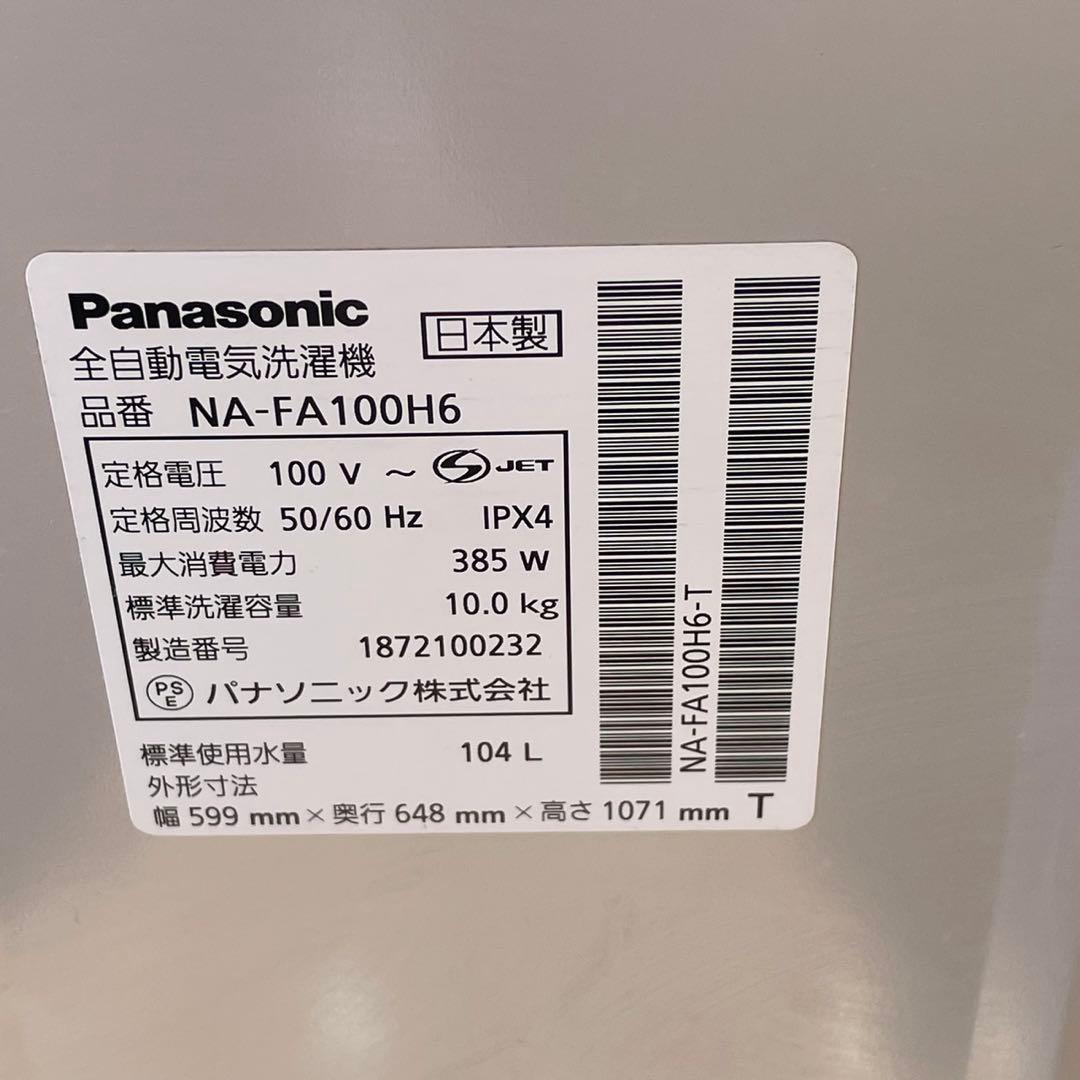 Panasonic
日本製
全自動電気洗濯機
品番 NA-FA100H6
定格電圧 100 V ～ S JET
定格周波数 50/60 Hz IPX4
最大消費電力 385 W
標準洗濯容量 10.0 kg
製造番号 1872100232
PSE パナソニック株式会社
標準使用水量 104 L
外形寸法
幅 599 mm×奥行 648 mm×高さ 1071 mm T
NA-FA100H6-T